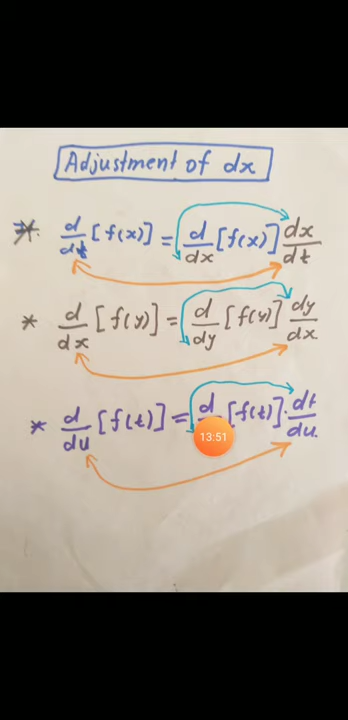 Adjustment of dx
* d/dt [f(x)] = d/dx [f(x)] dx/dt
* d/dx [f(y)] = d/dy [f(y)] dy/dx
* d/du [f(t)] = d [f(t)] · dt/du.
13:51